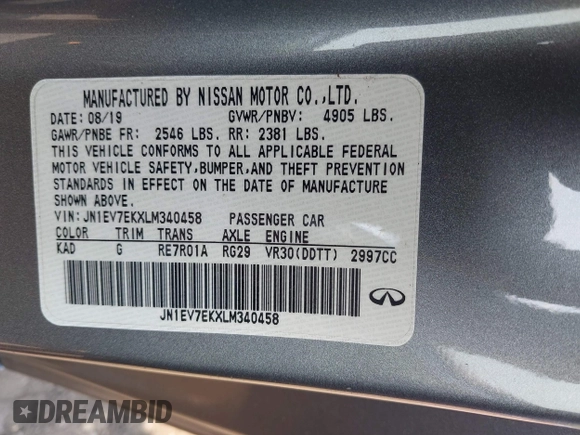 MANUFACTURED BY NISSAN MOTOR CO.,LTD.
DATE: 08/19 GVWR/PNBV: 4905 LBS.
GAWR/PNBE FR: 2546 LBS. RR: 2381 LBS.
THIS VEHICLE CONFORMS TO ALL APPLICABLE FEDERAL
MOTOR VEHICLE SAFETY,BUMPER,AND THEFT PREVENTION
STANDARDS IN EFFECT ON THE DATE OF MANUFACTURE
SHOWN ABOVE.
VIN:JN1EV7EKXLM340458 PASSENGER CAR
COLOR TRIM TRANS AXLE ENGINE
KAD G RE7R01A RG29 VR30(DDTT) 2997CC
JN1EV7EKXLM340458
DREAMBID